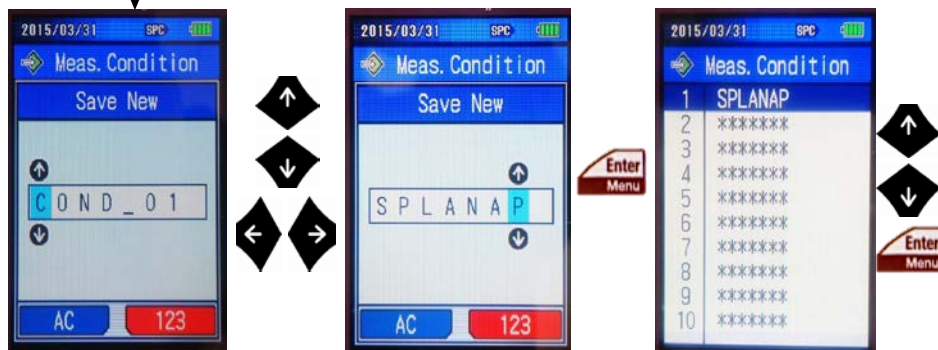 2015/03/31 SPC
Meas. Condition
Save New
COND_01
AC 123
2015/03/31 SPC
Meas. Condition
Save New
SPLANAP
AC 123
Enter
Menu
2015/03/31 SPC
Meas. Condition
1 SPLANAP
2 *******
3 *******
4 *******
5 *******
6 *******
7 *******
8 *******
9 *******
10 *******
Enter
Menu